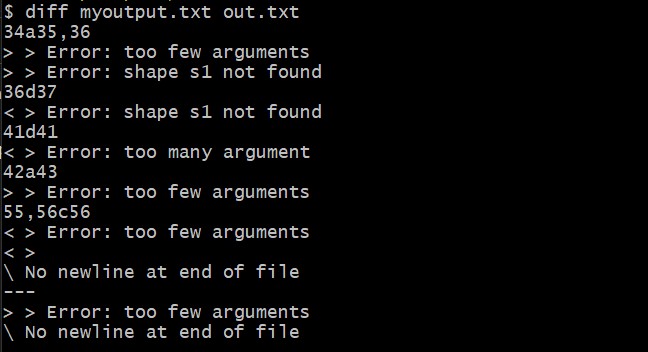 $ diff myoutput.txt out.txt
34a35,36
> > Error: too few arguments
> > Error: shape s1 not found
36d37
< > Error: shape s1 not found
41d41
< > Error: too many argument
42a43
> > Error: too few arguments
55,56c56
< > Error: too few arguments
< >
\ No newline at end of file
---
> > Error: too few arguments
\ No newline at end of file